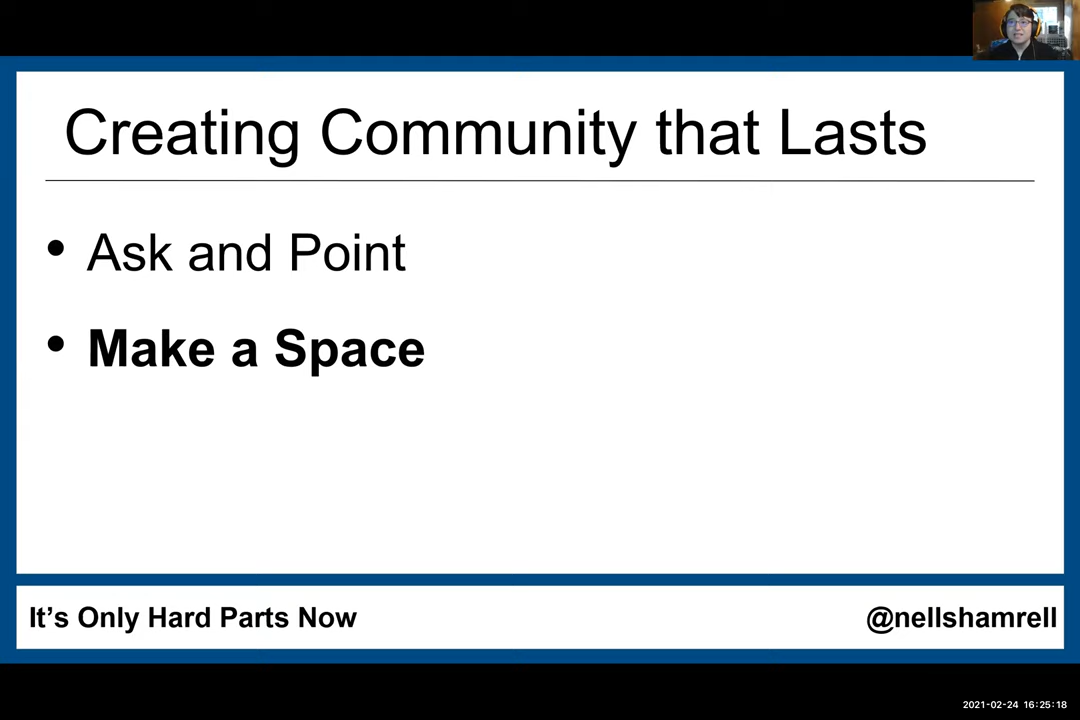 Creating Community that Lasts
• Ask and Point
• Make a Space
It's Only Hard Parts Now
@nellshamrell
2021-02-24 16:25:18